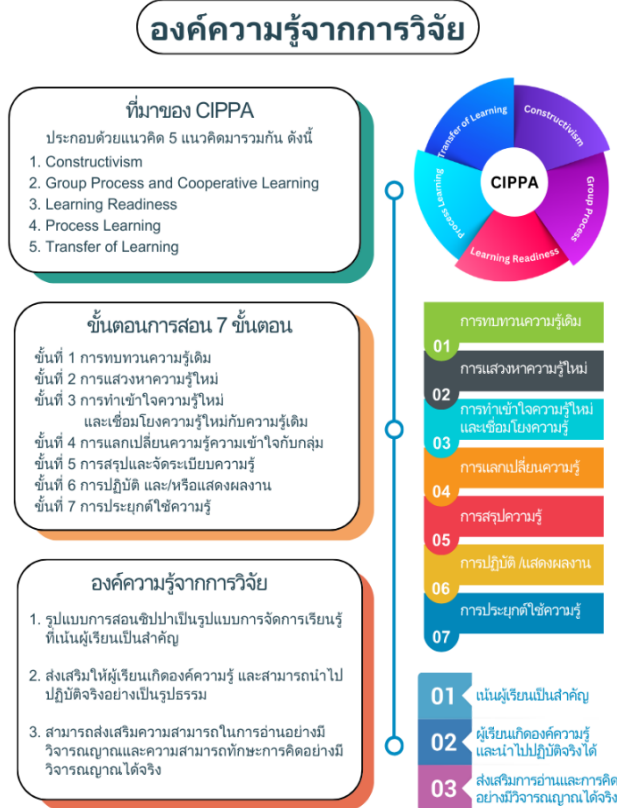 องค์ความรู้จากการวิจัย
ที่มาของ CIPPA
ประกอบด้วยแนวคิด 5 แนวคิดมารวมกัน ดังนี้
1. Constructivism
2. Group Process and Cooperative Learning
3. Learning Readiness
4. Process Learning
5. Transfer of Learning
Transfer of Learning
Constructivism
Group Process
Learning Readiness
process Learning
CIPPA
ขั้นตอนการสอน 7 ขั้นตอน
ขั้นที่ 1 การทบทวนความรู้เดิม
ขั้นที่ 2 การแสวงหาความรู้ใหม่
ขั้นที่ 3 การทำเข้าใจความรู้ใหม่
และเชื่อมโยงความรู้ใหม่กับความรู้เดิม
ขั้นที่ 4 การแลกเปลี่ยนความรู้ความเข้าใจกับกลุ่ม
ขั้นที่ 5 การสรุปและจัดระเบียบความรู้
ขั้นที่ 6 การปฏิบัติ และ/หรือแสดงผลงาน
ขั้นที่ 7 การประยุกต์ใช้ความรู้
การทบทวนความรู้เดิม
01
การแสวงหาความรู้ใหม่
02
การทำเข้าใจความรู้ใหม่
และเชื่อมโยงความรู้
03
การแลกเปลี่ยนความรู้
04
การสรุปความรู้
05
การปฏิบัติ /แสดงผลงาน
06
การประยุกต์ใช้ความรู้
07
องค์ความรู้จากการวิจัย
1. รูปแบบการสอนซิปปาเป็นรูปแบบการจัดการเรียนรู้
ที่เน้นผู้เรียนเป็นสำคัญ
2. ส่งเสริมให้ผู้เรียนเกิดองค์ความรู้ และสามารถนำไป
ปฏิบัติจริงอย่างเป็นรูปธรรม
3. สามารถส่งเสริมความสามารถในการอ่านอย่างมี
วิจารณญาณและความสามารถทักษะการคิดอย่างมี
วิจารณญาณได้จริง
01 เน้นผู้เรียนเป็นสำคัญ
02 ผู้เรียนเกิดองค์ความรู้
และนำไปปฏิบัติจริงได้
03 ส่งเสริมการอ่านและการคิด
อย่างมีวิจารณญาณได้จริง